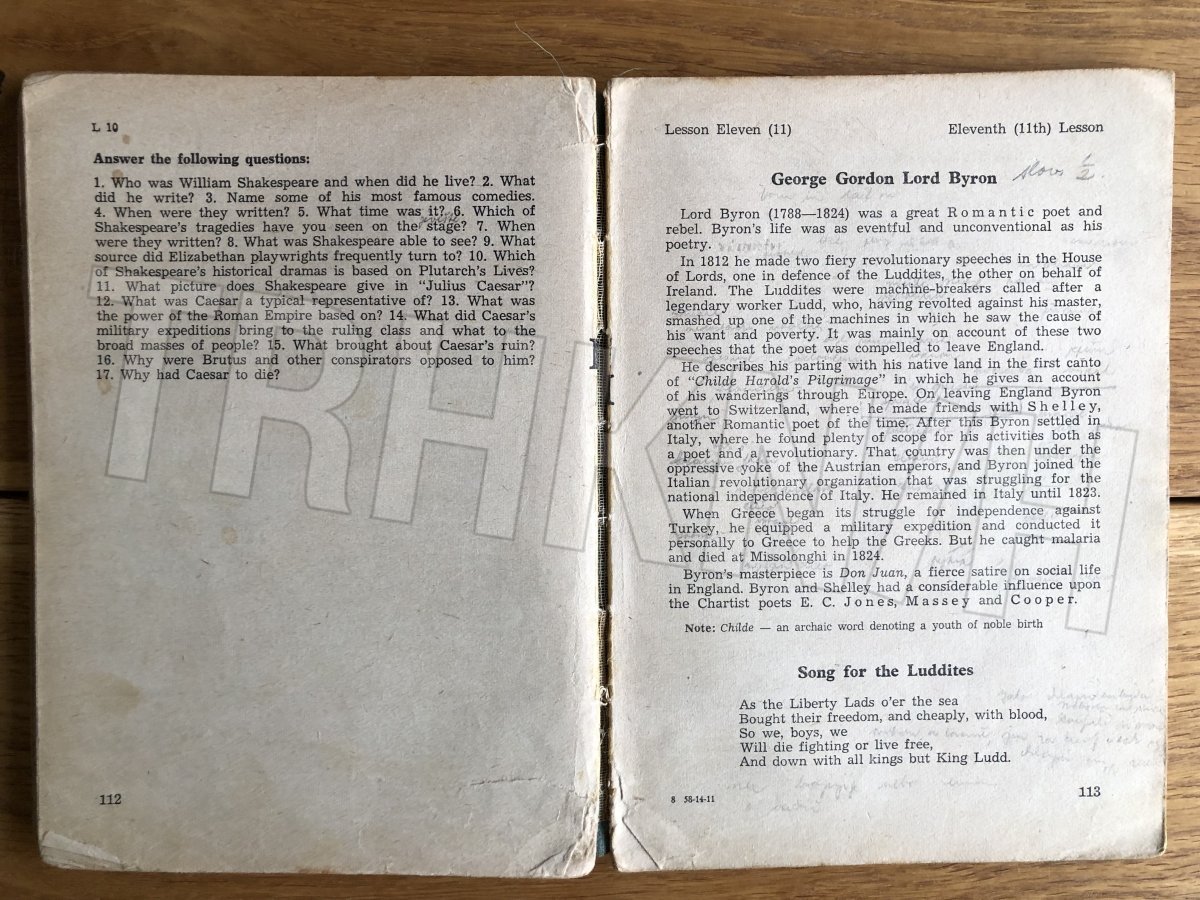 L 10
Answer the following questions:
1. Who was William Shakespeare and when did he live? 2. What
did he write? 3. Name some of his most famous comedies.
4. When were they written? 5. What time was it? 6. Which of
Shakespeare's tragedies have you seen on the stage? 7. When
were they written? 8. What was Shakespeare able to see? 9. What
source did Elizabethan playwrights frequently turn to? 10. Which
of Shakespeare's historical dramas is based on Plutarch's Lives?
11. What picture does Shakespeare give in "Julius Caesar"?
12. What was Caesar a typical representative of? 13. What was
the power of the Roman Empire based on? 14. What did Caesar's
military expeditions bring to the ruling class and what to the
broad masses of people? 15. What brought about Caesar's ruin?
16. Why were Brutus and other conspirators opposed to him?
17. Why had Caesar to die?
112
Lesson Eleven (11) Eleventh (11th) Lesson
George Gordon Lord Byron
Lord Byron (1788—1824) was a great Romantic poet and
rebel. Byron's life was as eventful and unconventional as his
poetry.
In 1812 he made two fiery revolutionary speeches in the House
of Lords, one in defence of the Luddites, the other on behalf of
Ireland. The Luddites were machine-breakers called after a
legendary worker Ludd, who, having revolted against his master,
smashed up one of the machines in which he saw the cause of
his want and poverty. It was mainly on account of these two
speeches that the poet was compelled to leave England.
He describes his parting with his native land in the first canto
of "Childe Harold's Pilgrimage" in which he gives an account
of his wanderings through Europe. On leaving England Byron
went to Switzerland, where he made friends with Shelley,
another Romantic poet of the time. After this Byron settled in
Italy, where he found plenty of scope for his activities both as
a poet and a revolutionary. That country was then under the
oppressive yoke of the Austrian emperors, and Byron joined the
Italian revolutionary organization that was struggling for the
national independence of Italy. He remained in Italy until 1823.
When Greece began its struggle for independence against
Turkey, he equipped a military expedition and conducted it
personally to Greece to help the Greeks. But he caught malaria
and died at Missolonghi in 1824.
Byron's masterpiece is Don Juan, a fierce satire on social life
in England. Byron and Shelley had a considerable influence upon
the Chartist poets E. C. Jones, Massey and Cooper.
Note: Childe — an archaic word denoting a youth of noble birth
Song for the Luddites
As the Liberty Lads o'er the sea
Bought their freedom, and cheaply, with blood,
So we, boys, we
Will die fighting or live free,
And down with all kings but King Ludd.
8 58-14-11
113
TRHKNIH